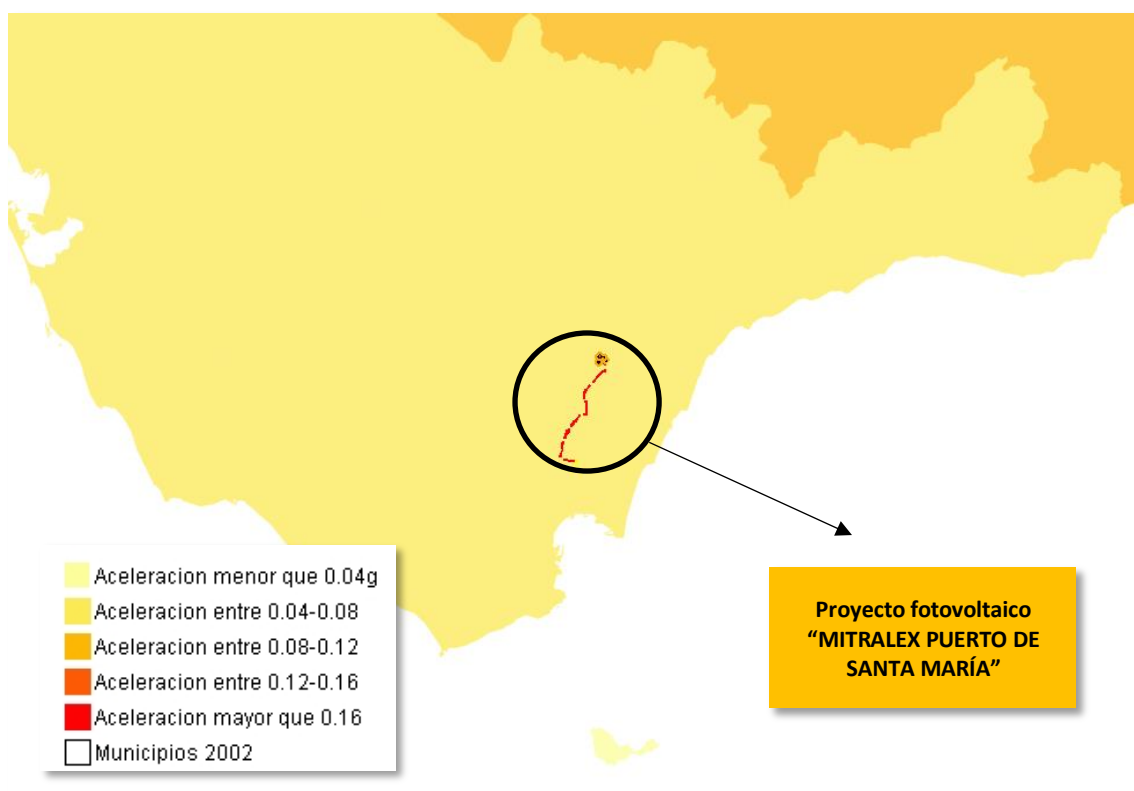 Aceleracion menor que 0.04g
Aceleracion entre 0.04-0.08
Aceleracion entre 0.08-0.12
Aceleracion entre 0.12-0.16
Aceleracion mayor que 0.16
Municipios 2002
Proyecto fotovoltaico
“MITRALEX PUERTO DE
SANTA MARÍA”